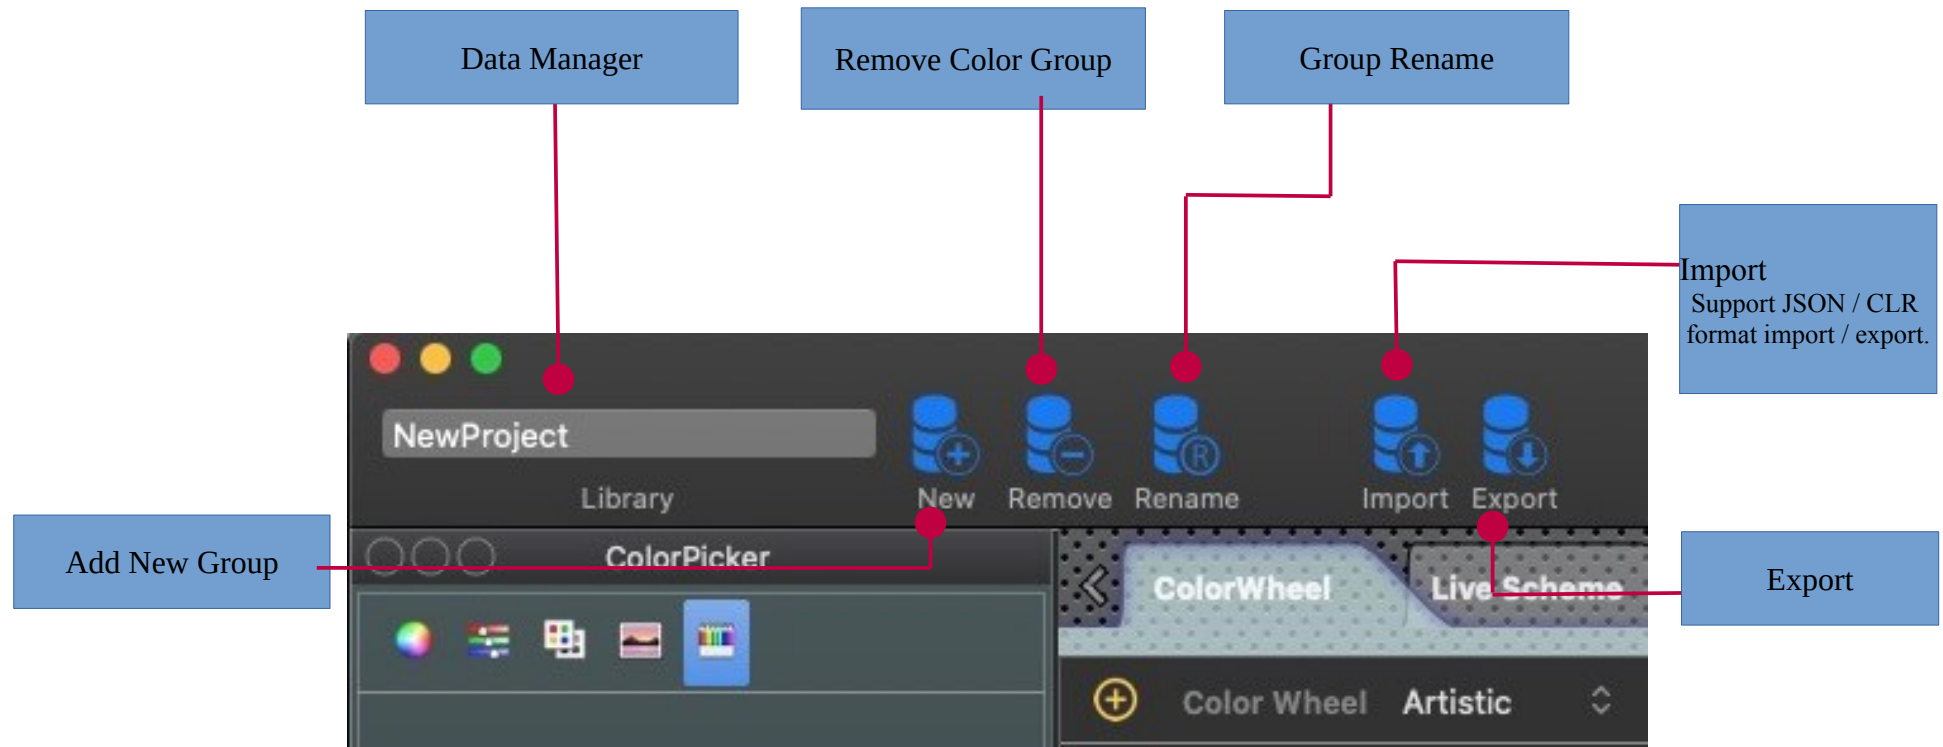 Data Manager
Remove Color Group
Group Rename
Import
Support JSON / CLR
format import / export.
NewProject
Library
New
Remove
Rename
Import
Export
Add New Group
ColorPicker
ColorWheel
Live Scheme
Export
Color Wheel
Artistic